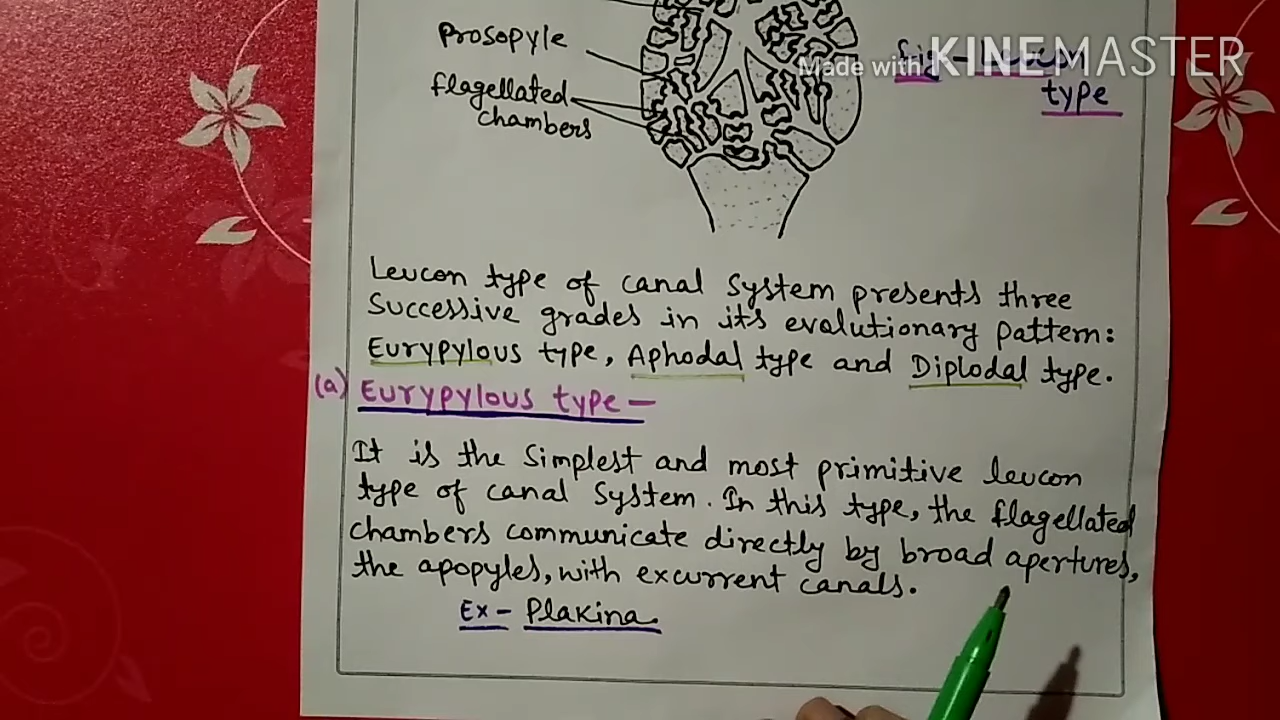 Prosopyle
flagellated
chambers
fig - Leucon
type
Made with KINEMASTER
Leucon type of canal System presents three
Successive grades in its evolutionary pattern:
Eurypylous type, Aphodal type and Diplodal type.
(a) Eurypylous type -
It is the Simplest and most primitive leucon
type of canal System. In this type, the flagellated
chambers communicate directly by broad apertures,
the apopyles, with excurrent canals.
Ex - Plakina